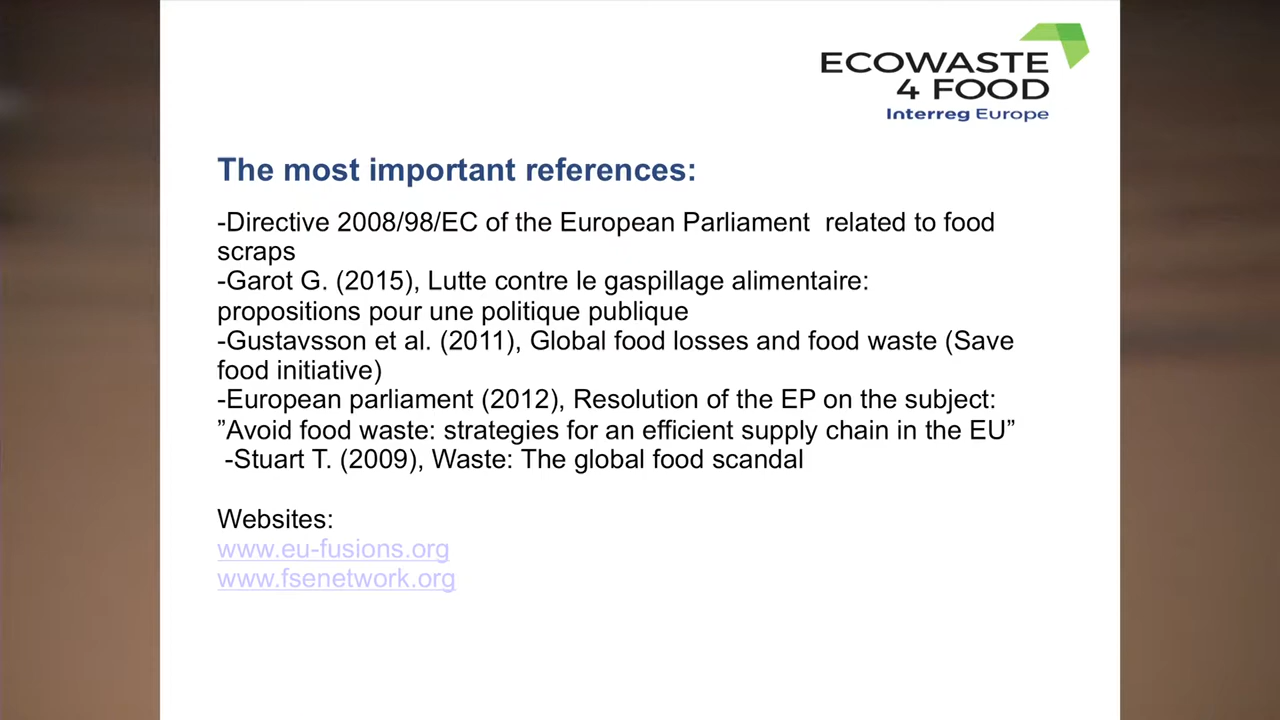 ECOWASTE
4 FOOD
Interreg Europe
The most important references:
-Directive 2008/98/EC of the European Parliament  related to food
scraps
-Garot G. (2015), Lutte contre le gaspillage alimentaire:
propositions pour une politique publique
-Gustavsson et al. (2011), Global food losses and food waste (Save
food initiative)
-European parliament (2012), Resolution of the EP on the subject:
”Avoid food waste: strategies for an efficient supply chain in the EU”
-Stuart T. (2009), Waste: The global food scandal
Websites:
www.eu-fusions.org
www.fsenetwork.org